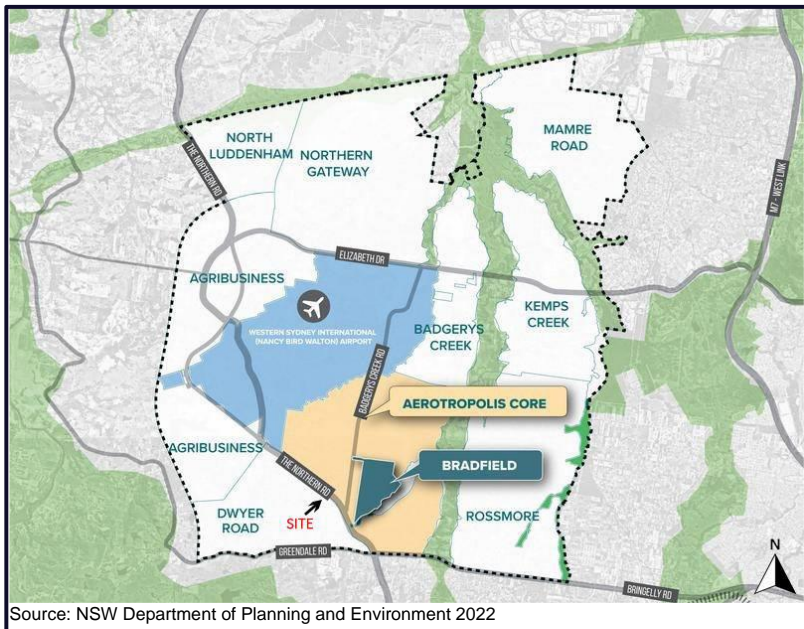 NORTH
LUDDENHAM
NORTHERN
GATEWAY
MAMRE
ROAD
THE NORTHERN RD
M7 - WEST LINK
ELIZABETH DR
AGRIBUSINESS
WESTERN SYDNEY INTERNATIONAL
(NANCY BIRD WALTON) AIRPORT
BADGERYS
CREEK
KEMPS
CREEK
BADGERYS CREEK RD
AEROTROPOLIS CORE
AGRIBUSINESS
THE NORTHERN RD
BRADFIELD
DWYER
ROAD
SITE
ROSSMORE
GREENDALE RD
N
BRINGELLY RD
Source: NSW Department of Planning and Environment 2022